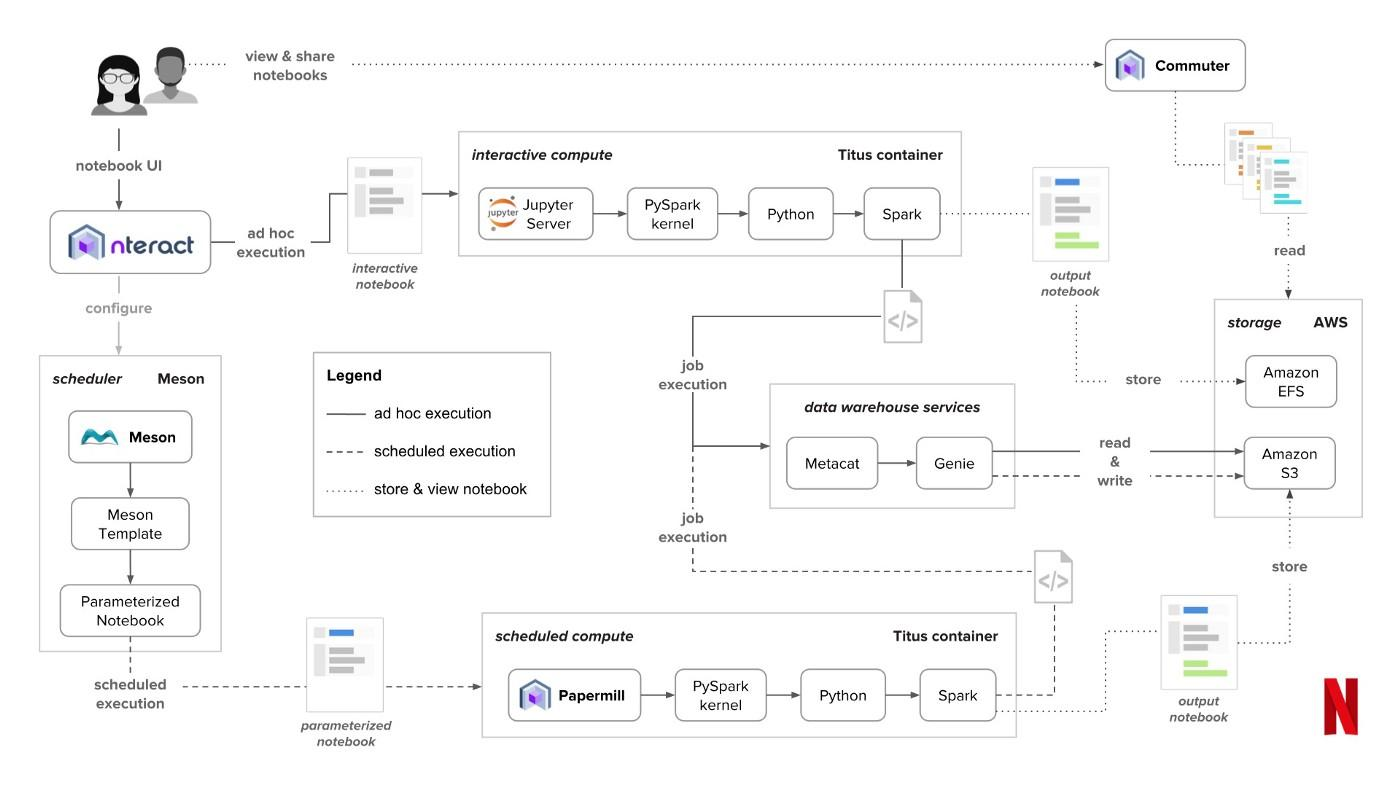 view & share
notebooks
Commuter
notebook UI
interactive compute
Titus container
jupyter
Jupyter
Server
PySpark
kernel
Python
Spark
nteract
ad hoc
execution
interactive
notebook
output
notebook
read
configure
</>
storage
AWS
scheduler
Meson
Legend
ad hoc execution
scheduled execution
store & view notebook
job
execution
store
Amazon
EFS
data warehouse services
Meson
Metacat
Genie
read
&
write
Amazon
S3
Meson
Template
job
execution
store
</>
Parameterized
Notebook
scheduled compute
Titus container
scheduled
execution
Papermill
PySpark
kernel
Python
Spark
parameterized
notebook
output
notebook
N